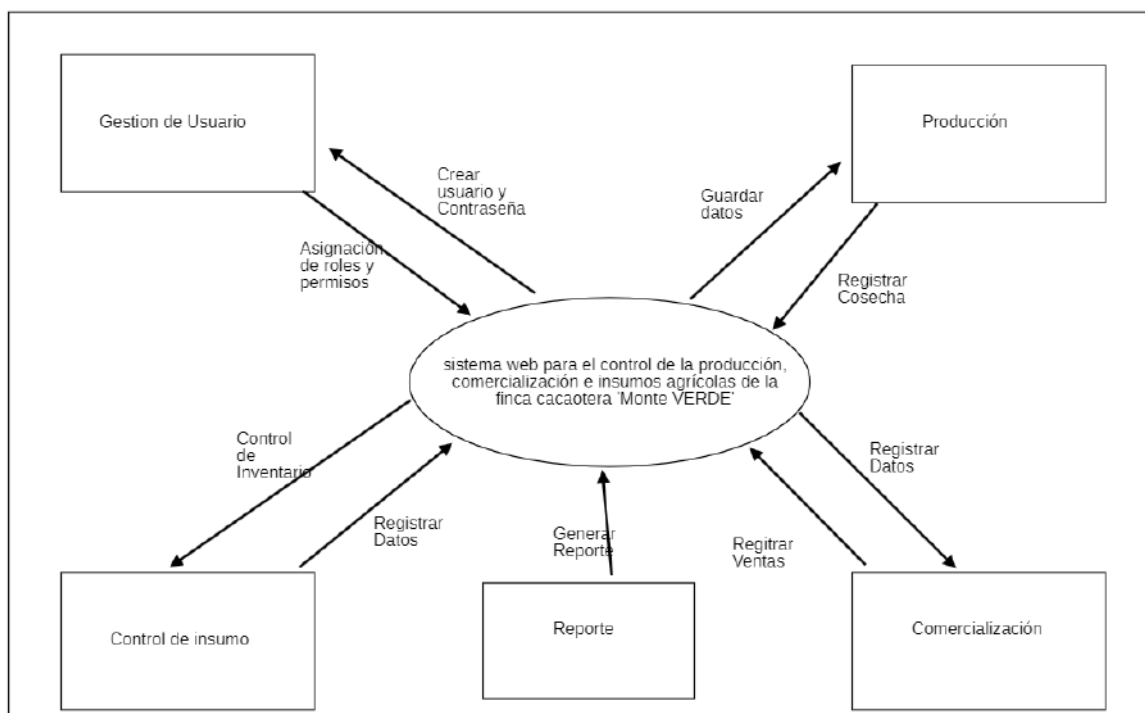 Gestion de Usuario
Producción
Crear
usuario y
Contraseña
Guardar
datos
Asignación
de roles y
permisos
Registrar
Cosecha
sistema web para el control de la producción,
comercialización e insumos agrícolas de la
finca cacaotera 'Monte VERDE'
Control
de
Inventario
Registrar
Datos
Registrar
Datos
Generar
Reporte
Regitrar
Ventas
Control de insumo
Reporte
Comercialización